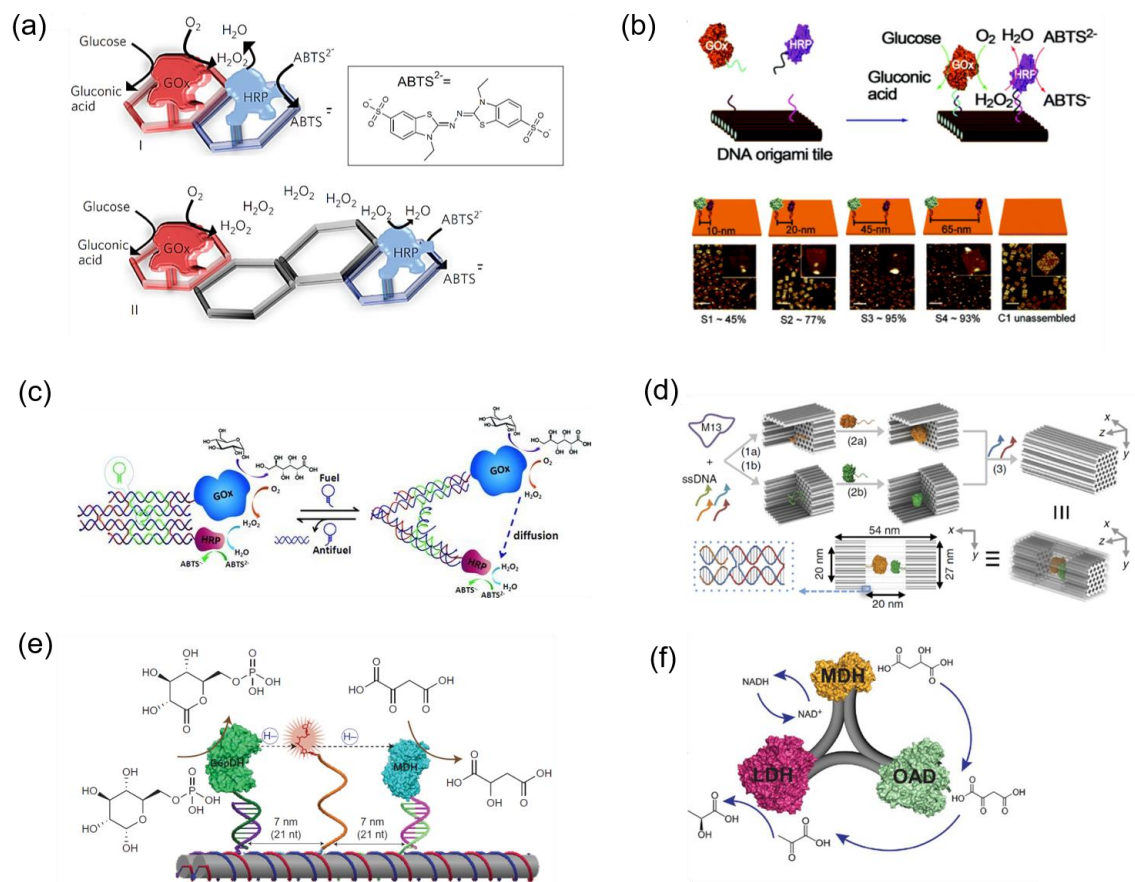 (a)
O₂
H₂O
Glucose
H₂O₂
ABTS²⁻
GOx
HRP
Gluconic
acid
ABTS⁻
I
ABTS²⁻=
O
⁻O
S
O
N
S
N
N
S
N
O
S
O⁻
O
H₂O₂ H₂O₂ H₂O₂
O₂
H₂O₂ H₂O₂
Glucose
H₂O₂
H₂O
ABTS²⁻
Gluconic
acid
GOx
HRP
ABTS⁻
II
(b)
GOx
HRP
Glucose
O₂ H₂O
ABTS²⁻
GOx
HRP
Gluconic
acid
H₂O₂
ABTS⁻
DNA origami tile
10-nm
20-nm
45-nm
65-nm
S1 ~ 45%
S2 ~ 77%
S3 ~ 95%
S4 ~ 93%
C1 unassembled
(c)
GOx
O₂
H₂O₂
HRP
H₂O
ABTS⁻
ABTS²⁻
Fuel
Antifuel
GOx
O₂
H₂O₂
diffusion
HRP
H₂O₂
H₂O
ABTS⁻
ABTS²⁻
(d)
M13
+
ssDNA
(1a)
(1b)
(2a)
(2b)
(3)
x
z
y
54 nm
20 nm
27 nm
20 nm
x
y
≡
x
z
y
(e)
G6pDH
H–
H–
MDH
7 nm
(21 nt)
7 nm
(21 nt)
(f)
MDH
NADH
NAD⁺
LDH
OAD